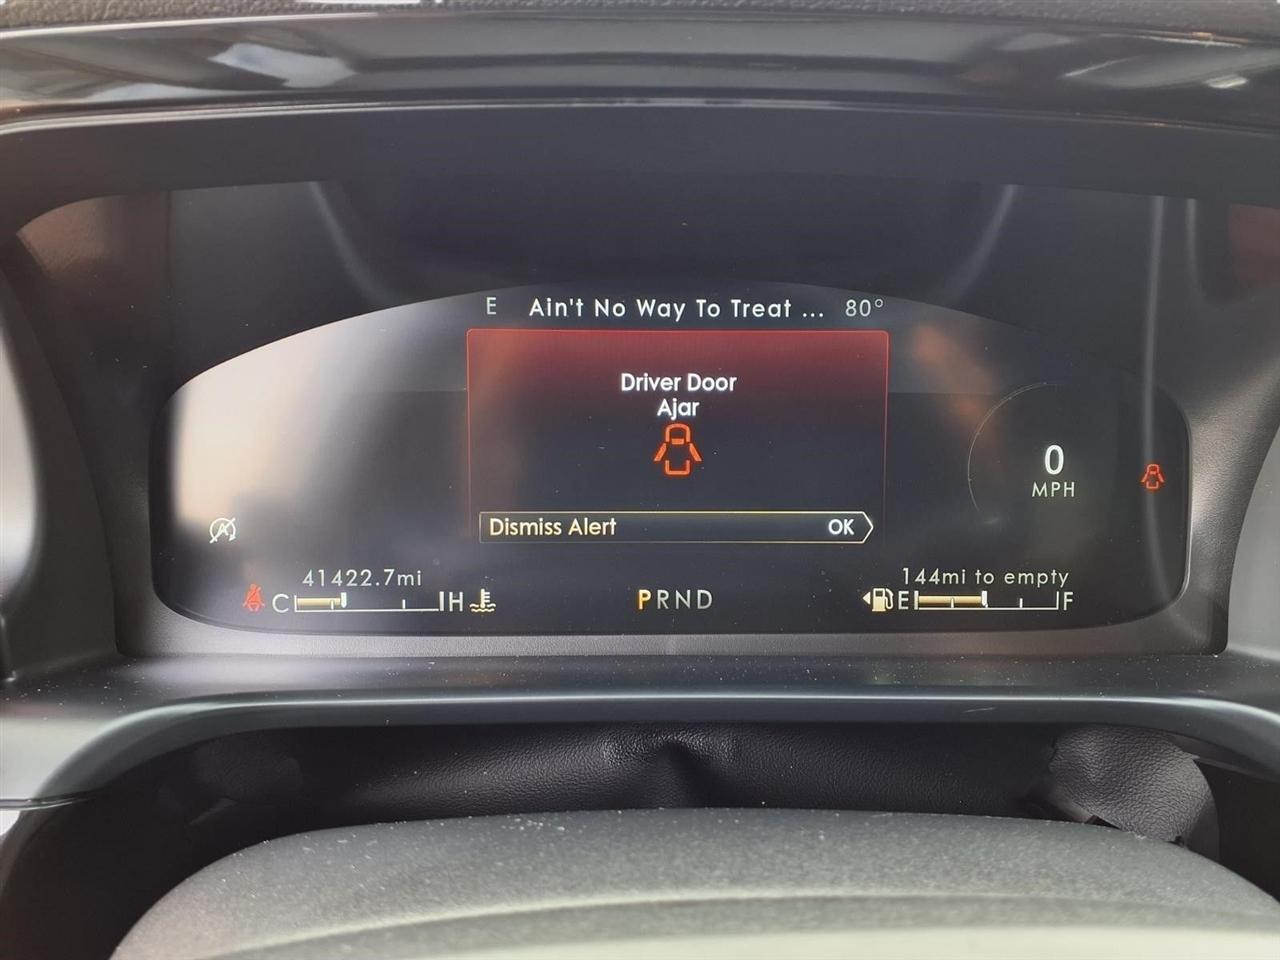 E Ain't No Way To Treat ... 80°
Driver Door
Ajar
Dismiss Alert OK
0
MPH
A
41422.7mi
144mi to empty
C H
PRND
E F